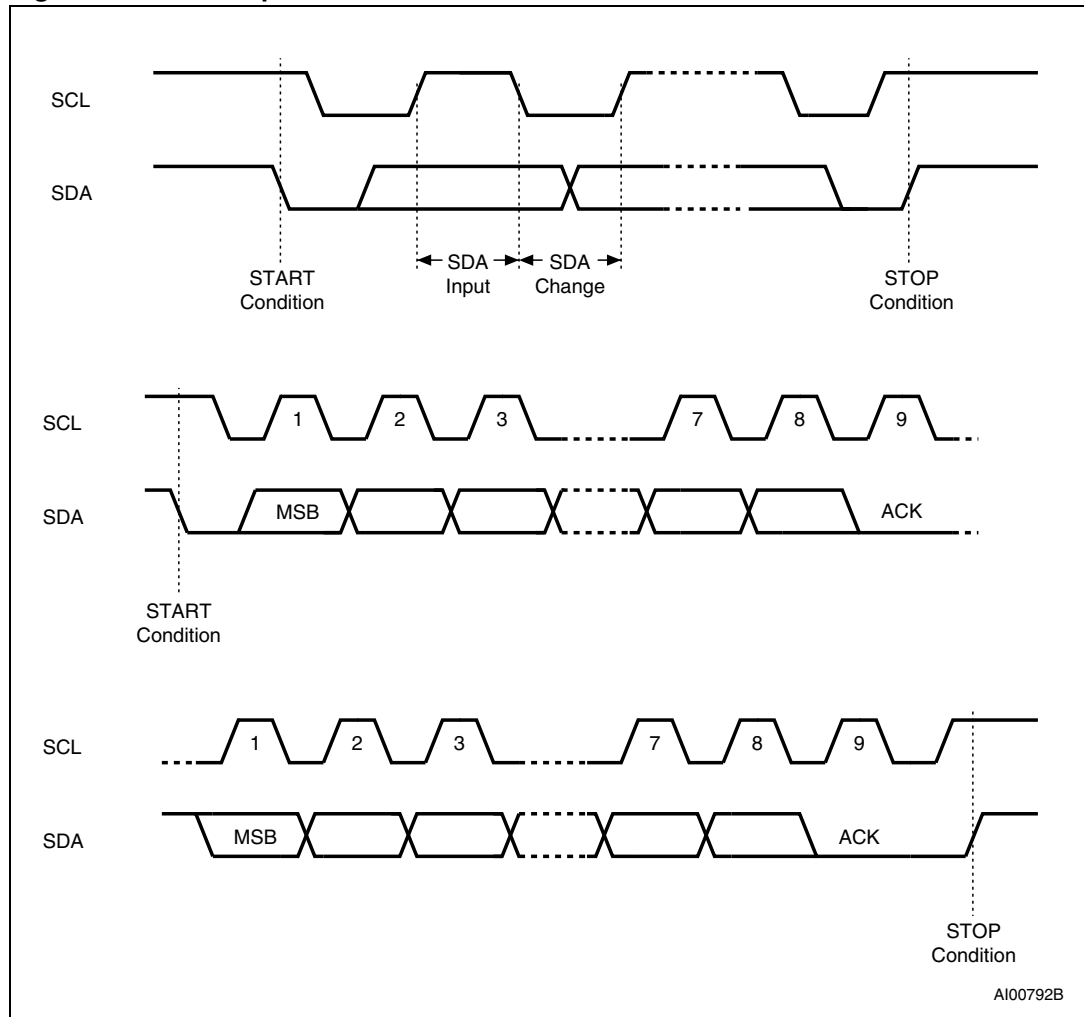 SCL
SDA
SDA Input
SDA Change
START Condition
STOP Condition
SCL
1 2 3 7 8 9
SDA
MSB
ACK
START Condition
SCL
1 2 3 7 8 9
SDA
MSB
ACK
STOP Condition
AI00792B